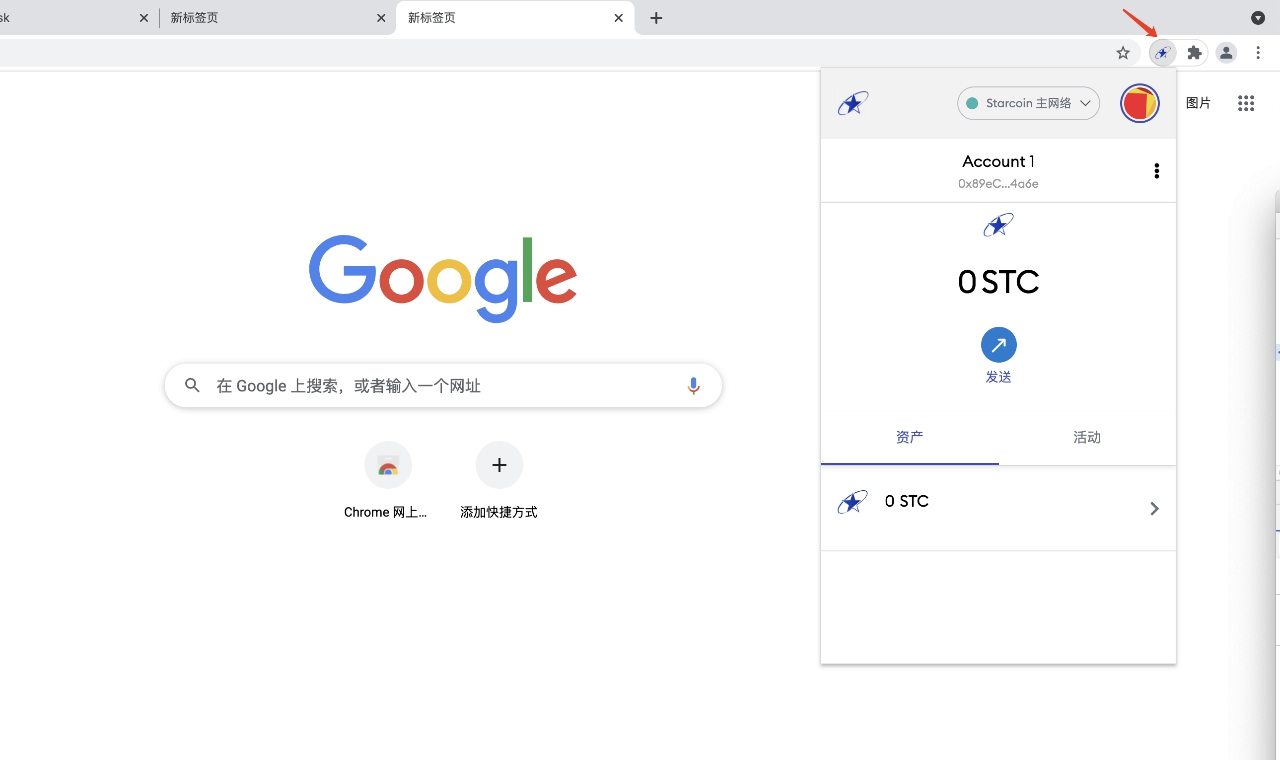 sk
新标签页
新标签页
图片
Starcoin 主网络
Account 1
0x89eC...4a6e
0 STC
发送
资产
活动
0 STC
Google
在 Google 上搜索，或者输入一个网址
Chrome 网上...
添加快捷方式